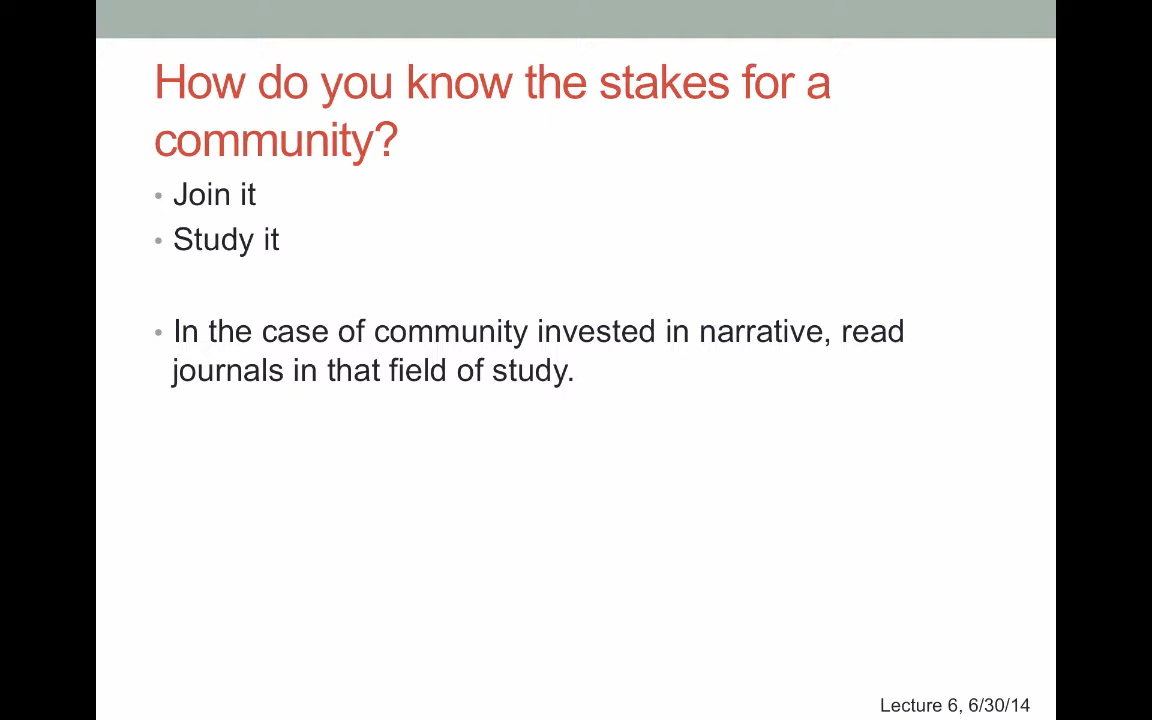 How do you know the stakes for a
community?
• Join it
• Study it
• In the case of community invested in narrative, read
journals in that field of study.
Lecture 6, 6/30/14